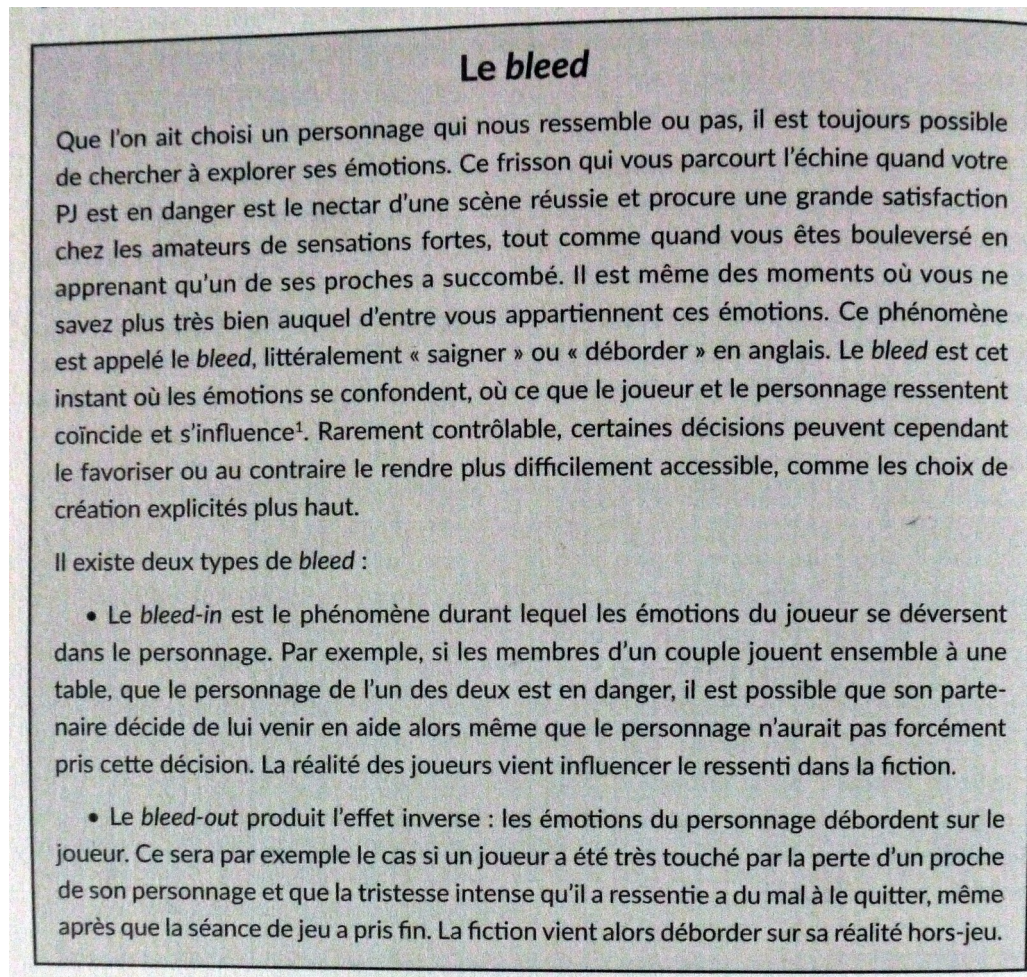 Le bleed
Que l'on ait choisi un personnage qui nous ressemble ou pas, il est toujours possible
de chercher à explorer ses émotions. Ce frisson qui vous parcourt l'échine quand votre
PJ est en danger est le nectar d'une scène réussie et procure une grande satisfaction
chez les amateurs de sensations fortes, tout comme quand vous êtes bouleversé en
apprenant qu'un de ses proches a succombé. Il est même des moments où vous ne
savez plus très bien auquel d'entre vous appartiennent ces émotions. Ce phénomène
est appelé le bleed, littéralement « saigner » ou « déborder » en anglais. Le bleed est cet
instant où les émotions se confondent, où ce que le joueur et le personnage ressentent
coïncide et s'influence¹. Rarement contrôlable, certaines décisions peuvent cependant
le favoriser ou au contraire le rendre plus difficilement accessible, comme les choix de
création explicités plus haut.
Il existe deux types de bleed :
• Le bleed-in est le phénomène durant lequel les émotions du joueur se déversent
dans le personnage. Par exemple, si les membres d'un couple jouent ensemble à une
table, que le personnage de l'un des deux est en danger, il est possible que son parte-
naire décide de lui venir en aide alors même que le personnage n'aurait pas forcément
pris cette décision. La réalité des joueurs vient influencer le ressenti dans la fiction.
• Le bleed-out produit l'effet inverse : les émotions du personnage débordent sur le
joueur. Ce sera par exemple le cas si un joueur a été très touché par la perte d'un proche
de son personnage et que la tristesse intense qu'il a ressentie a du mal à le quitter, même
après que la séance de jeu a pris fin. La fiction vient alors déborder sur sa réalité hors-jeu.